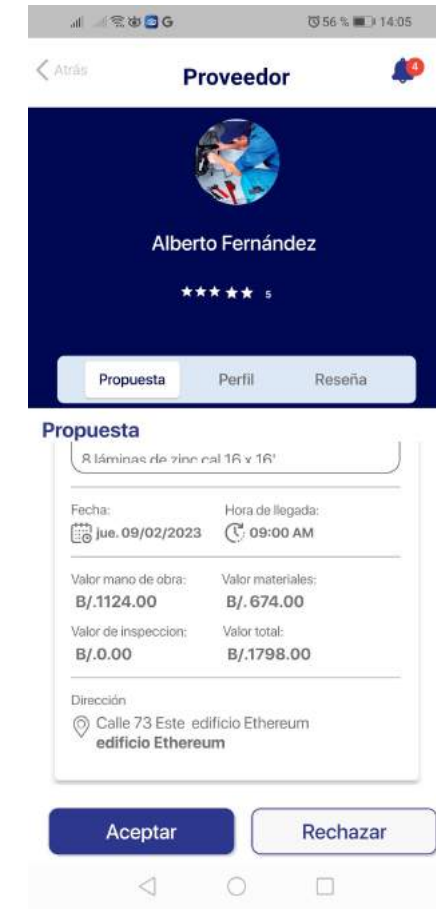 G 56 % 14:05
Atrás
Proveedor
4
Alberto Fernández
5
Propuesta Perfil Reseña
Propuesta
8 láminas de zinc cal 16 x 16'
Fecha: Hora de llegada:
jue. 09/02/2023 09:00 AM
Valor mano de obra: Valor materiales:
B/.1124.00 B/. 674.00
Valor de inspeccion: Valor total:
B/.0.00 B/.1798.00
Dirección
Calle 73 Este edificio Ethereum
edificio Ethereum
Aceptar Rechazar